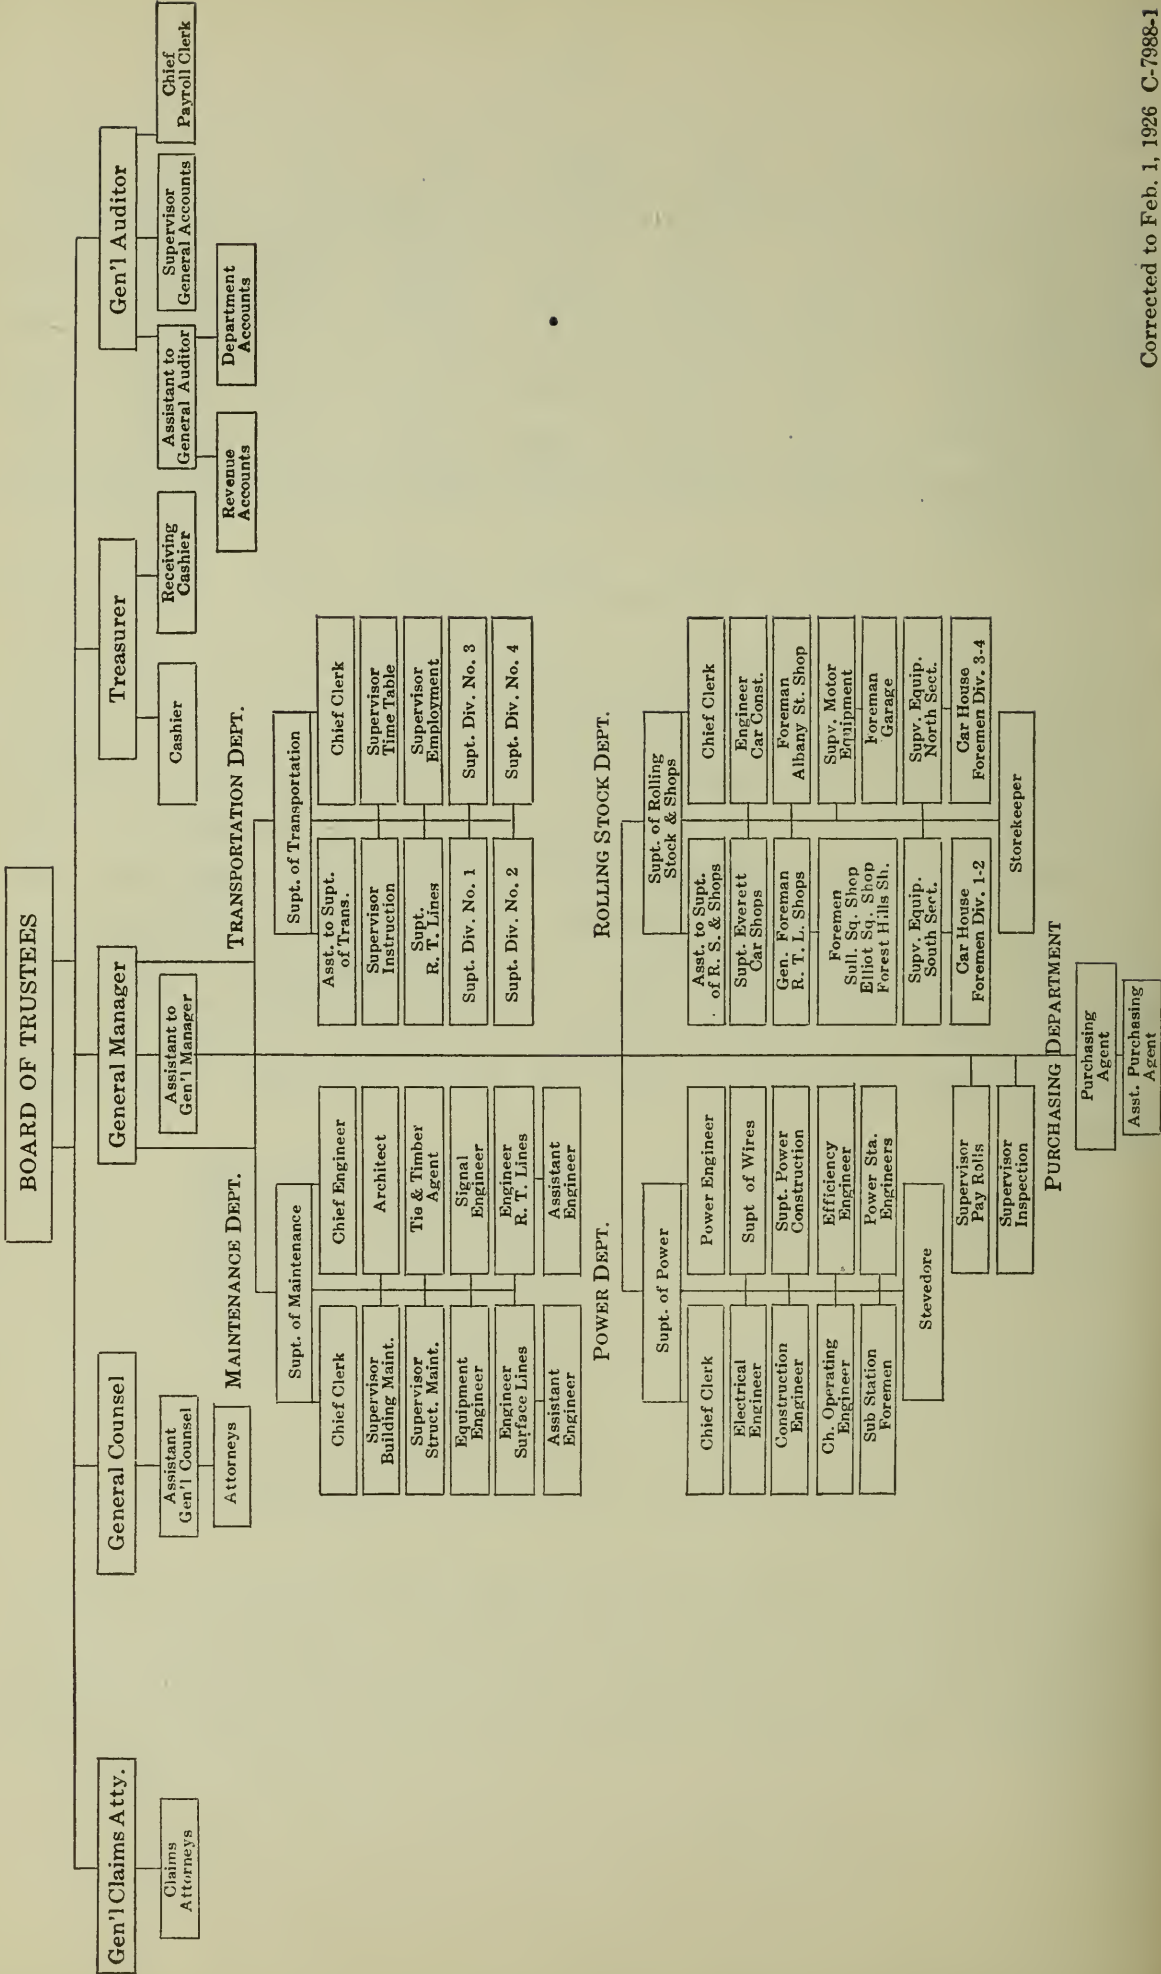 BOARD OF TRUSTEES
Gen'l Claims Atty.
Claims
Attorneys
General Counsel
Assistant
Gen'l Counsel
Attorneys
General Manager
Assistant to
Gen'l Manager
Treasurer
Cashier
Receiving
Cashier
Gen'l Auditor
Assistant to
General Auditor
Supervisor
General Accounts
Chief
Payroll Clerk
Revenue
Accounts
Department
Accounts
MAINTENANCE DEPT.
Supt. of Maintenance
Chief Clerk
Chief Engineer
Supervisor
Building Maint.
Architect
Supervisor
Struct. Maint.
Tie & Timber
Agent
Equipment
Engineer
Signal
Engineer
Engineer
Surface Lines
Engineer
R. T. Lines
Assistant
Engineer
Assistant
Engineer
TRANSPORTATION DEPT.
Supt. of Transportation
Asst. to Supt.
of Trans.
Chief Clerk
Supervisor
Instruction
Supervisor
Time Table
Supt.
R. T. Lines
Supervisor
Employment
Supt. Div. No. 1
Supt. Div. No. 3
Supt. Div. No. 2
Supt. Div. No. 4
POWER DEPT.
Supt. of Power
Chief Clerk
Power Engineer
Electrical
Engineer
Supt of Wires
Construction
Engineer
Supt. Power
Construction
Ch. Operating
Engineer
Efficiency
Engineer
Sub Station
Foremen
Power Sta.
Engineers
Stevedore
ROLLING STOCK DEPT.
Supt. of Rolling
Stock & Shops
Asst. to Supt.
of R. S. & Shops
Chief Clerk
Supt. Everett
Car Shops
Engineer
Car Const.
Gen. Foreman
R. T. L. Shops
Foreman
Albany St. Shop
Foremen
Sull. Sq. Shop
Elliot Sq. Shop
Forest Hills Sh.
Supv. Motor
Equipment
Foreman
Garage
Supv. Equip.
South Sect.
Supv. Equip.
North Sect.
Car House
Foremen Div. 1-2
Car House
Foremen Div. 3-4
Storekeeper
Supervisor
Pay Rolls
Supervisor
Inspection
PURCHASING DEPARTMENT
Purchasing
Agent
Asst. Purchasing
Agent
Corrected to Feb. 1, 1926 C-7988-1